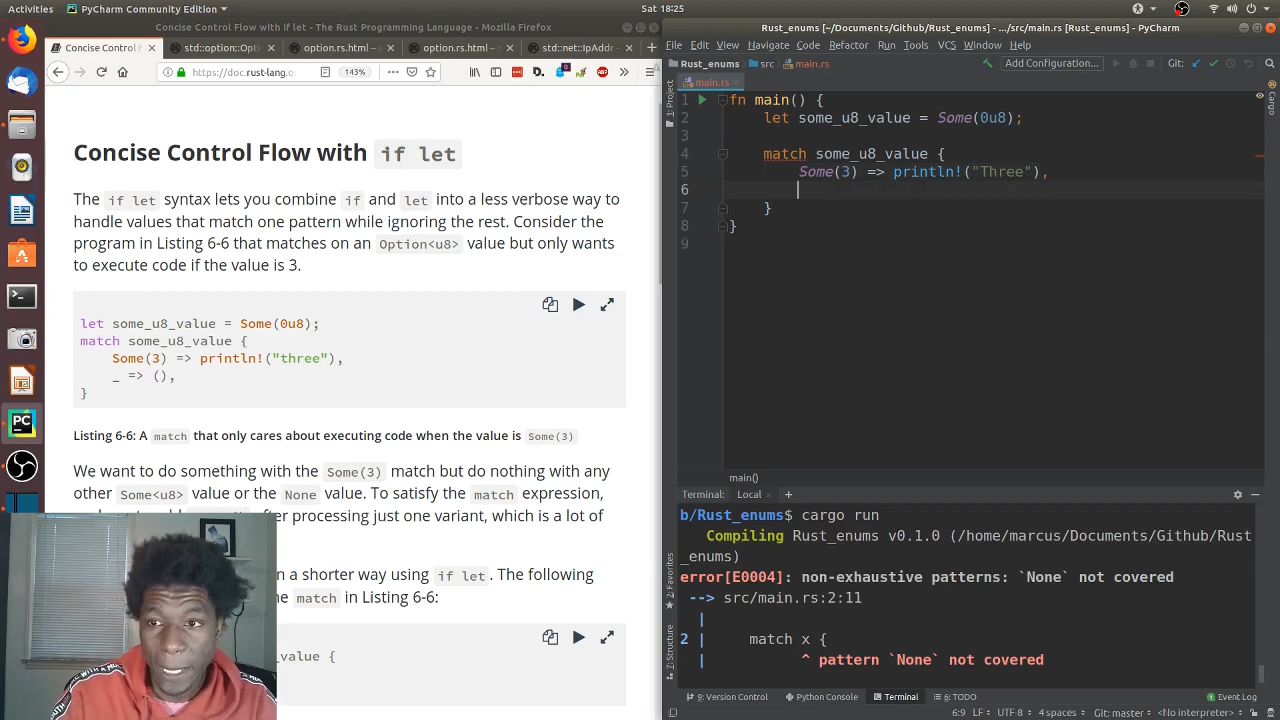 Activities
PyCharm Community Edition
Sat 18:25
Concise Control Flow with if let - The Rust Programming Language - Mozilla Firefox
Concise Control F
std::option::Opti
option.rs.html --
option.rs.html --
std::net::IpAddr -
https://doc.rust-lang.o
143%
Concise Control Flow with if let
The if let syntax lets you combine if and let into a less verbose way to
handle values that match one pattern while ignoring the rest. Consider the
program in Listing 6-6 that matches on an Option<u8> value but only wants
to execute code if the value is 3.
let some_u8_value = Some(0u8);
match some_u8_value {
Some(3) => println!("three"),
_ => (),
}
Listing 6-6: A match that only cares about executing code when the value is Some(3)
We want to do something with the Some(3) match but do nothing with any
other Some<u8> value or the None value. To satisfy the match expression,
after processing just one variant, which is a lot of
n a shorter way using if let. The following
match in Listing 6-6:
_value {
Rust_enums [~/Documents/Github/Rust_enums] - .../src/main.rs [Rust_enums] - PyCharm
File Edit View Navigate Code Refactor Run Tools VCS Window Help
Rust_enums src main.rs Add Configuration... Git:
main.rs
1 fn main() {
2 let some_u8_value = Some(0u8);
3
4 match some_u8_value {
5 Some(3) => println!("Three"),
6
7 }
8 }
9
main()
1: Project
2: Favorites
7: Structure
Cargo
Terminal: Local +
b/Rust_enums$ cargo run
Compiling Rust_enums v0.1.0 (/home/marcus/Documents/Github/Rust
_enums)
error[E0004]: non-exhaustive patterns: `None` not covered
--> src/main.rs:2:11
|
2 | match x {
| ^ pattern `None` not covered
9: Version Control Python Console Terminal 6: TODO Event Log
6:9 LF UTF-8 4 spaces Git: master <No interpreter>